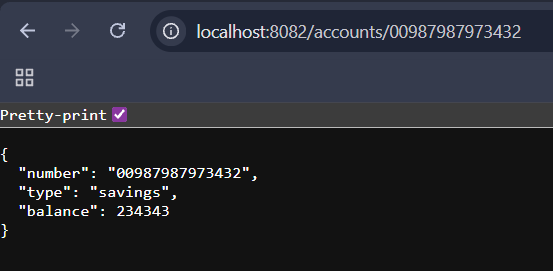 localhost:8082/accounts/00987987973432
Pretty-print
{
  "number": "00987987973432",
  "type": "savings",
  "balance": 234343
}